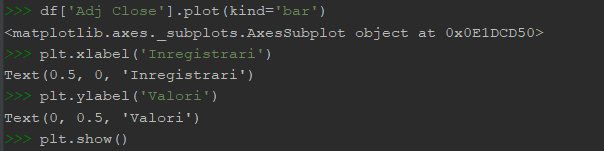 >>> df['Adj Close'].plot(kind='bar')
<matplotlib.axes._subplots.AxesSubplot object at 0x0E1DCD50>
>>> plt.xlabel('Inregistrari')
Text(0.5, 0, 'Inregistrari')
>>> plt.ylabel('Valori')
Text(0, 0.5, 'Valori')
>>> plt.show()